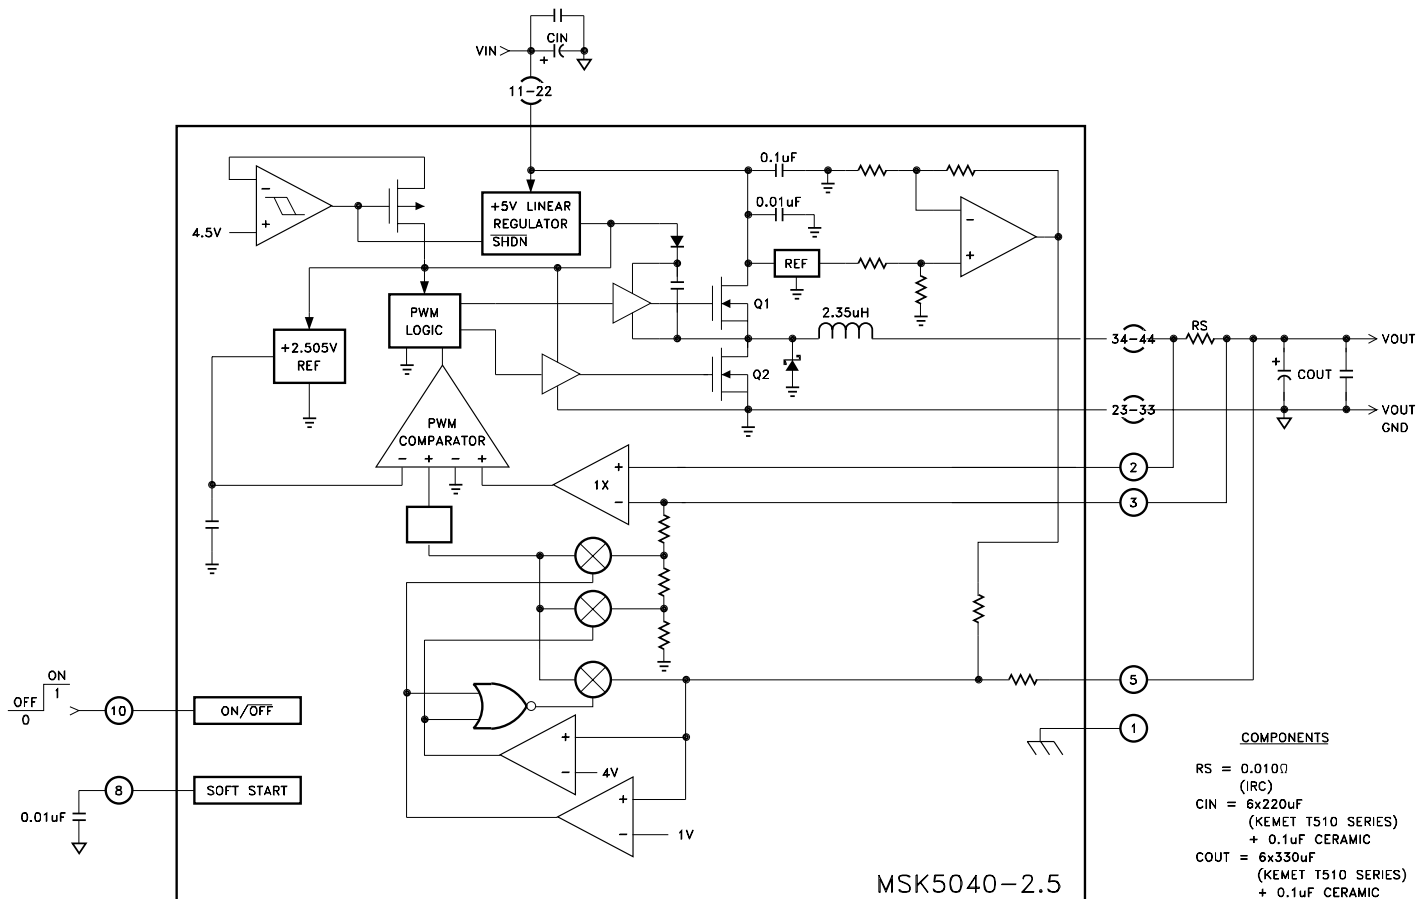 CIN
VIN
+
11-22
0.1uF
+5V LINEAR
REGULATOR
SHDN
0.01uF
4.5V
-
+
-
+
REF
Q1
PWM
LOGIC
2.35uH
RS
34-44
VOUT
+2.505V
REF
Q2
+
COUT
23-33
VOUT
GND
PWM
COMPARATOR
- + - +
1X
+
-
2
3
5
1
ON
1
OFF
0
10
ON/OFF
+
-
4V
8
SOFT START
0.01uF
+
-
1V
MSK5040-2.5
COMPONENTS
RS = 0.010Ω
(IRC)
CIN = 6x220uF
(KEMET T510 SERIES)
+ 0.1uF CERAMIC
COUT = 6x330uF
(KEMET T510 SERIES)
+ 0.1uF CERAMIC